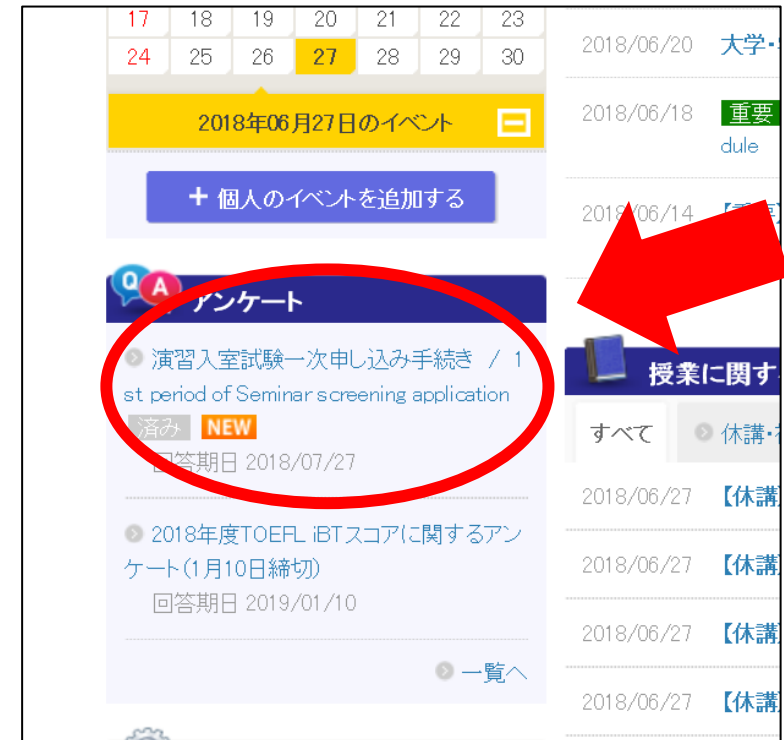 17 18 19 20 21 22 23
24 25 26 27 28 29 30
2018年06月27日のイベント
+ 個人のイベントを追加する
Q A アンケート
演習入室試験一次申し込み手続き / 1
st period of Seminar screening application
済み NEW
回答期日 2018/07/27
2018年度TOEFL iBTスコアに関するアン
ケート(1月10日締切)
回答期日 2019/01/10
一覧へ
2018/06/20 大学・
2018/06/18 重要
dule
2018/06/14
授業に関す
すべて 休講・
2018/06/27 【休講
2018/06/27 【休講
2018/06/27 【休講
2018/06/27 【休講